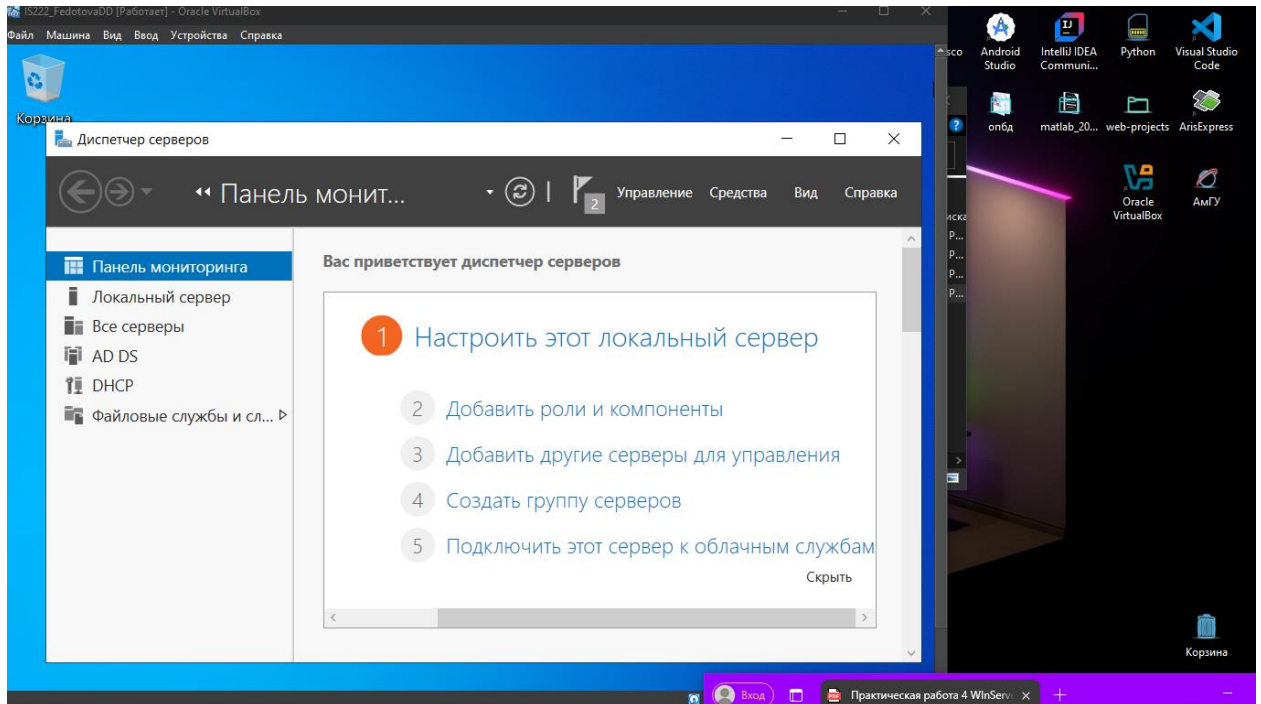 IS222_FedotovaDD [Работает] - Oracle VirtualBox
Файл Машина Вид Ввод Устройства Справка
Корзина
Диспетчер серверов
Панель монит...
2
Управление Средства Вид Справка
Панель мониторинга
Локальный сервер
Все серверы
AD DS
DHCP
Файловые службы и сл...
Вас приветствует диспетчер серверов
1 Настроить этот локальный сервер
2 Добавить роли и компоненты
3 Добавить другие серверы для управления
4 Создать группу серверов
5 Подключить этот сервер к облачным службам
Скрыть
sco
Android Studio
IntelliJ IDEA Communi...
Python
Visual Studio Code
опбд
matlab_20...
web-projects
ArisExpress
Oracle VirtualBox
АмГУ
иска
Р...
Р...
Р...
Р...
Корзина
Вход
PDF
Практическая работа 4 WInServ